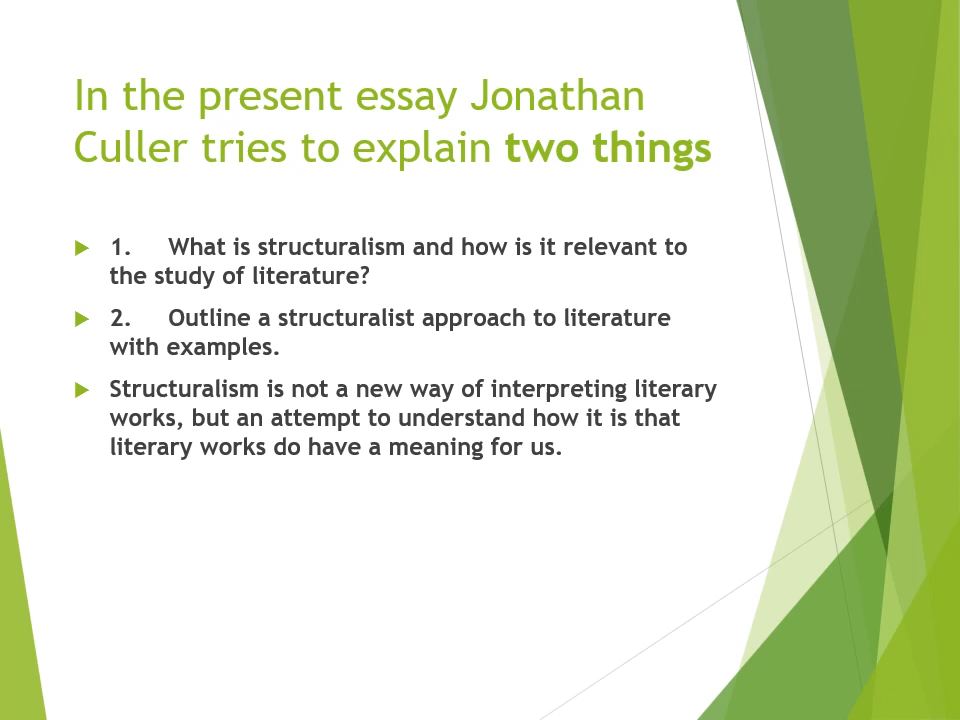 In the present essay Jonathan
Culler tries to explain two things
1. What is structuralism and how is it relevant to
the study of literature?
2. Outline a structuralist approach to literature
with examples.
Structuralism is not a new way of interpreting literary
works, but an attempt to understand how it is that
literary works do have a meaning for us.